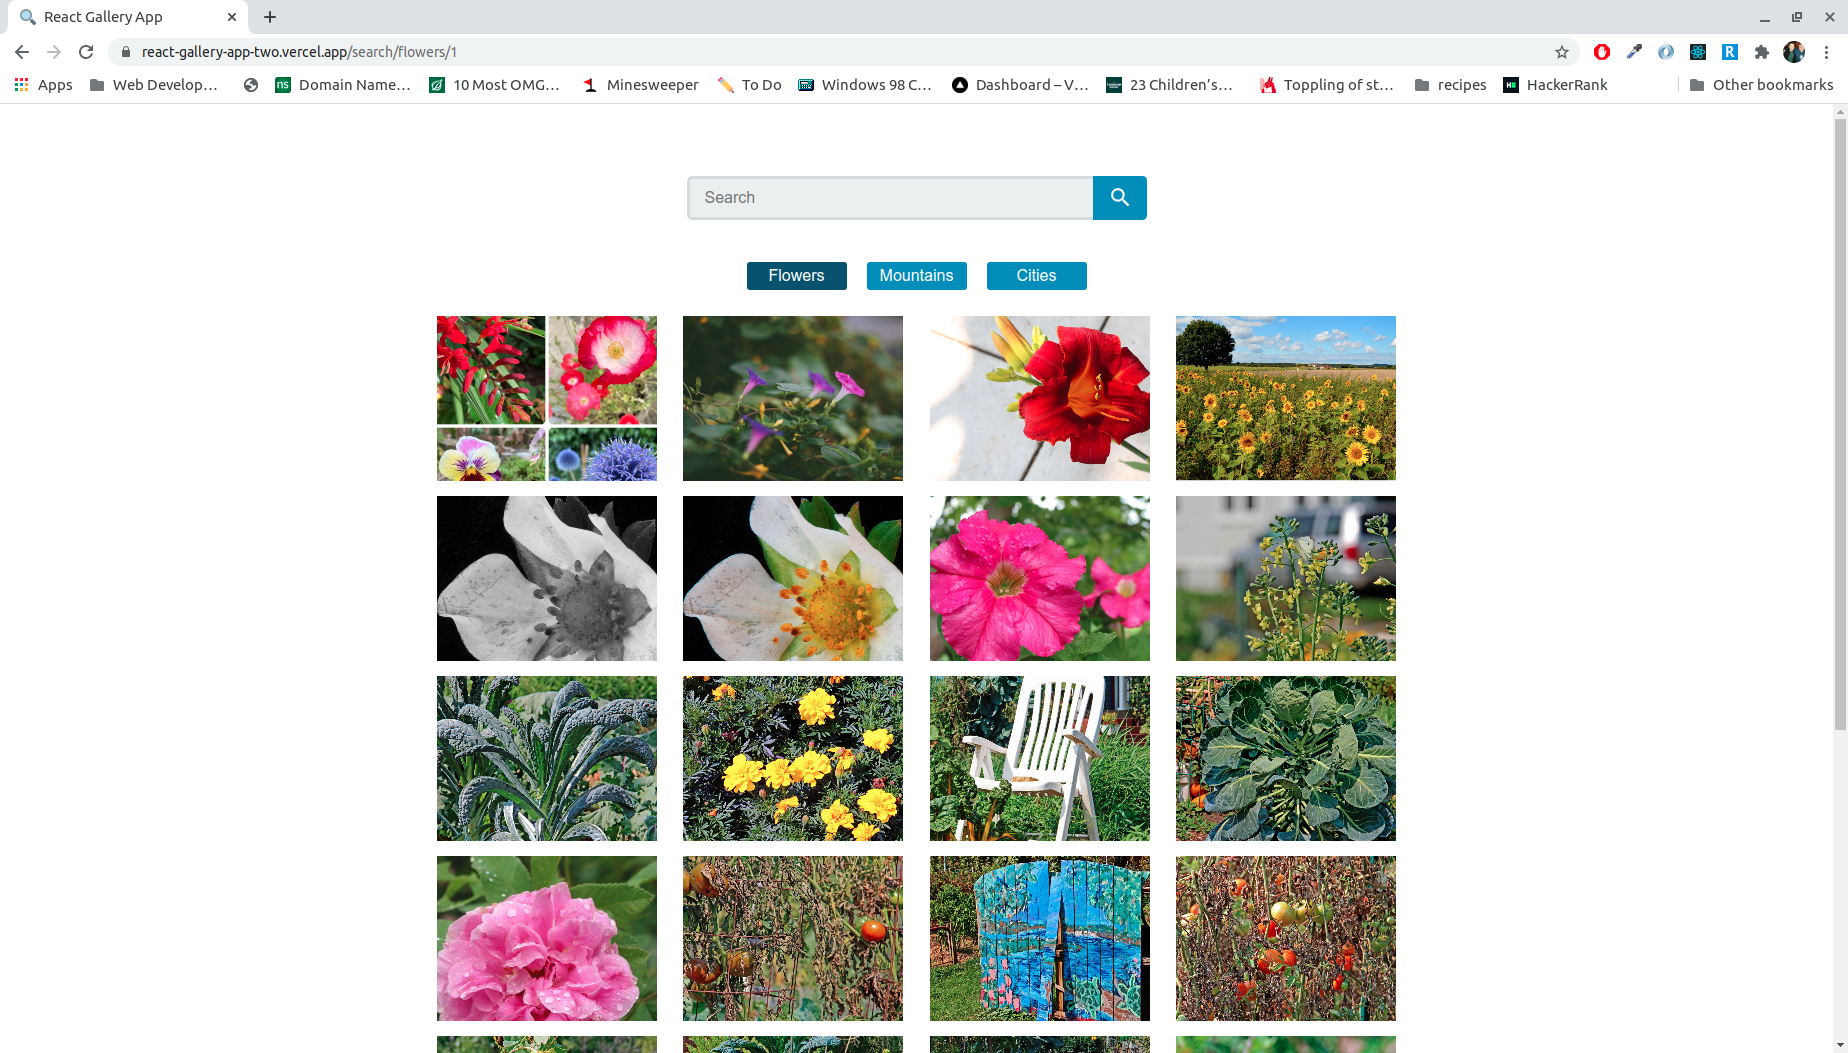 React Gallery App
react-gallery-app-two.vercel.app/search/flowers/1
R
Apps
Web Develop…
ns
Domain Name…
10 Most OMG…
Minesweeper
To Do
Windows 98 C…
Dashboard – V…
23 Children’s…
Toppling of st…
recipes
HackerRank
Other bookmarks
Search
Flowers
Mountains
Cities